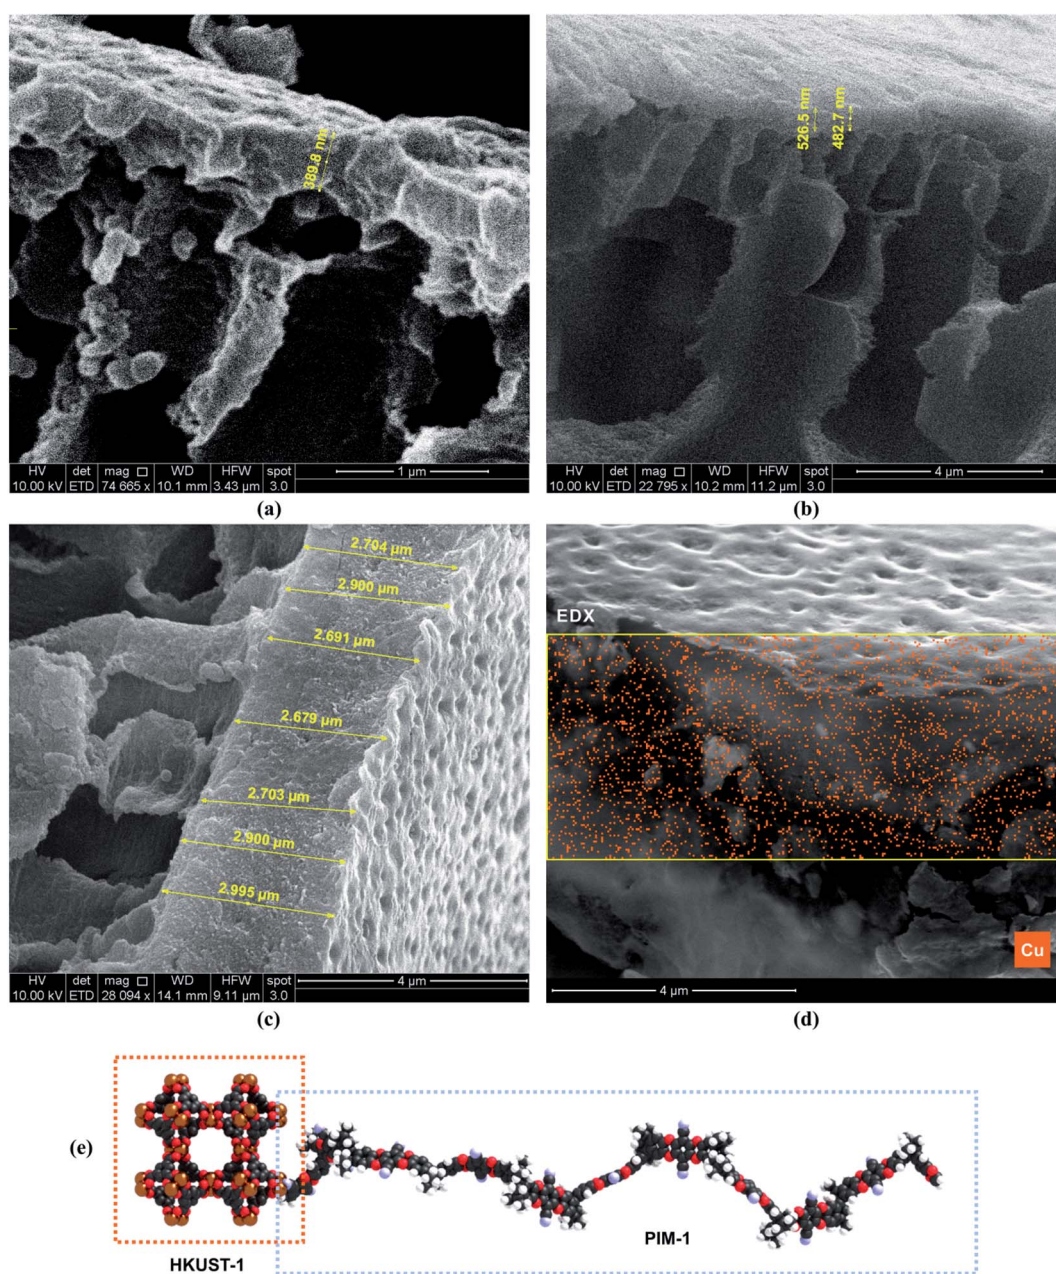 389.8 nm
HV det mag □ WD HFW spot
10.00 kV ETD 74 665 x 10.1 mm 3.43 µm 3.0
1 µm
(a)
526.5 nm
482.7 nm
HV det mag □ WD HFW spot
10.00 kV ETD 22 795 x 10.2 mm 11.2 µm 3.0
4 µm
(b)
2.704 µm
2.900 µm
2.691 µm
2.679 µm
2.703 µm
2.900 µm
2.995 µm
HV det mag □ WD HFW spot
10.00 kV ETD 28 094 x 14.1 mm 9.11 µm 3.0
4 µm
(c)
EDX
Cu
4 µm
(d)
(e)
HKUST-1
PIM-1